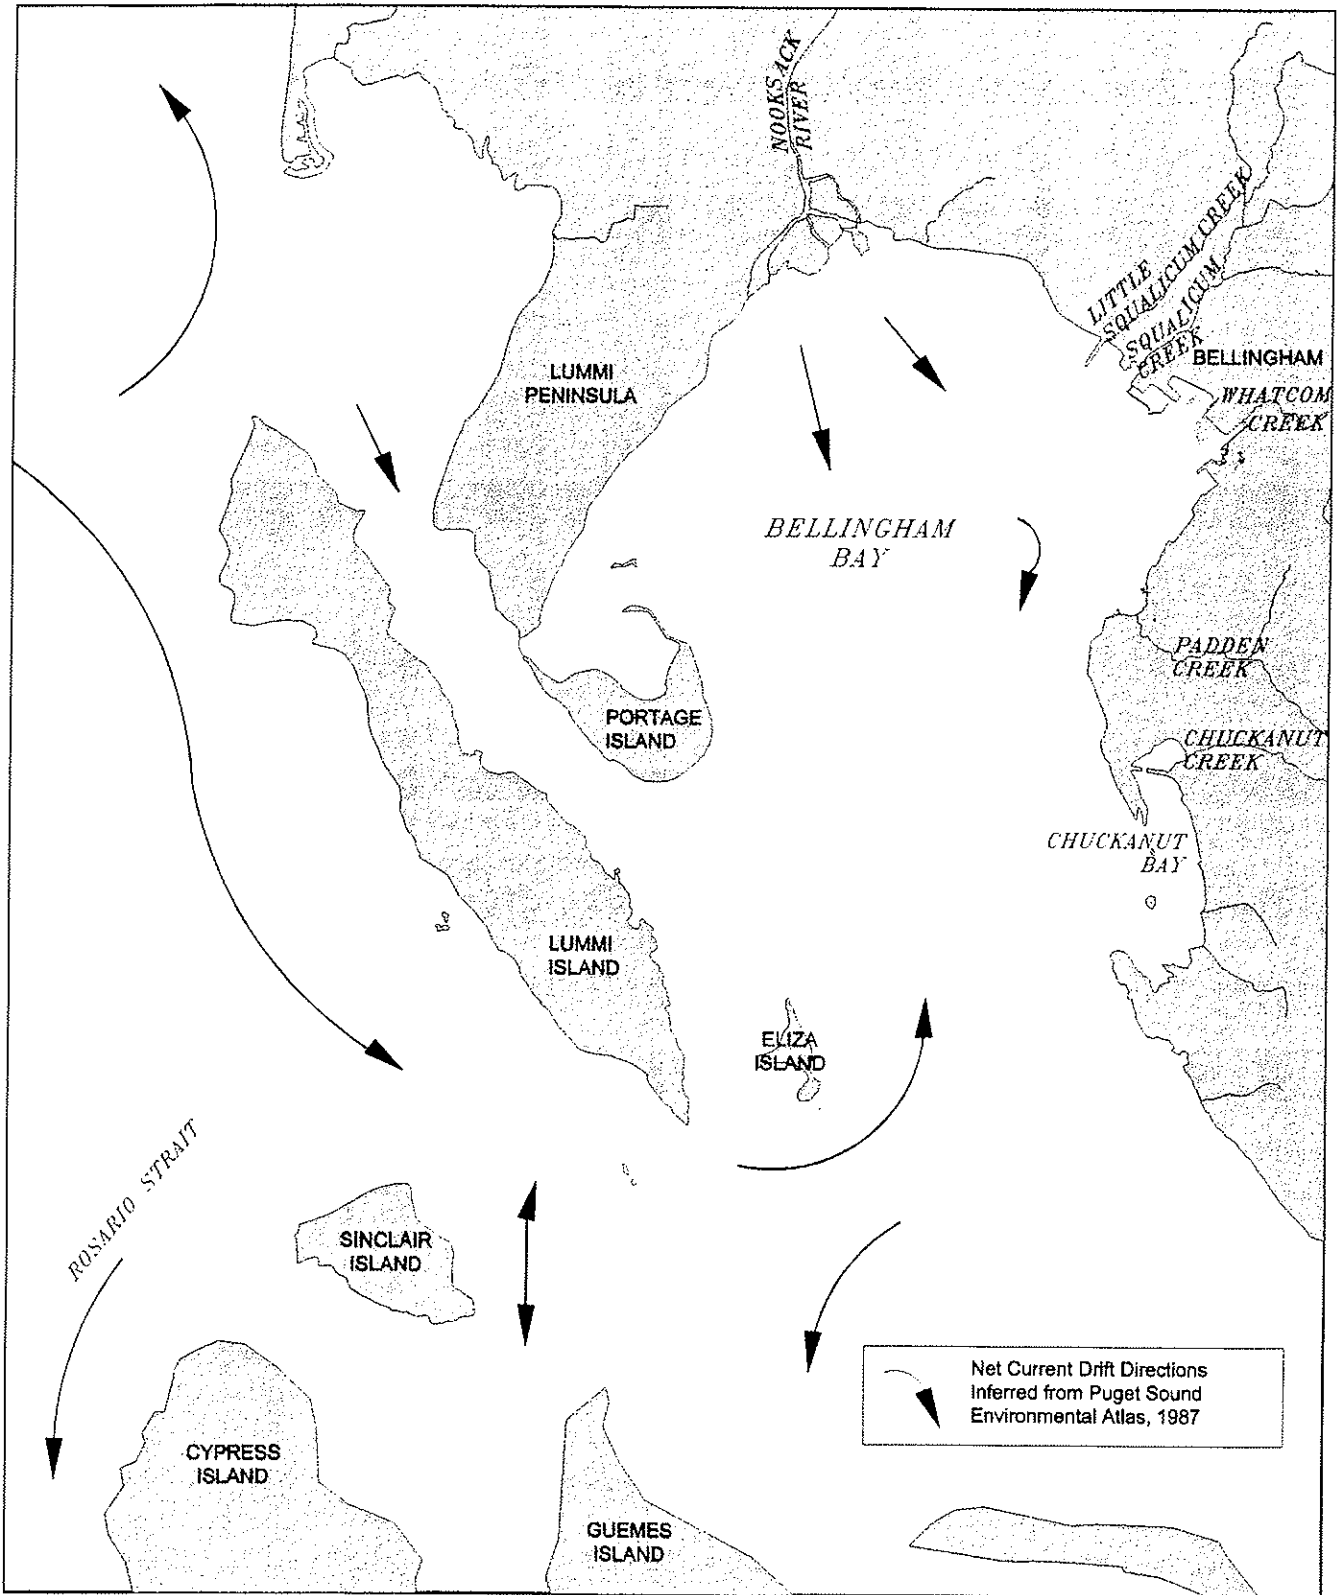 NOOKSACK
RIVER
LITTLE
SQUALICUM CREEK
SQUALICUM
CREEK
BELLINGHAM
WHATCOM
CREEK
LUMMI
PENINSULA
BELLINGHAM
BAY
PADDEN
CREEK
PORTAGE
ISLAND
CHUCKANUT
CREEK
CHUCKANUT
BAY
LUMMI
ISLAND
ELIZA
ISLAND
ROSARIO STRAIT
SINCLAIR
ISLAND
Net Current Drift Directions
Inferred from Puget Sound
Environmental Atlas, 1987
CYPRESS
ISLAND
GUEMES
ISLAND